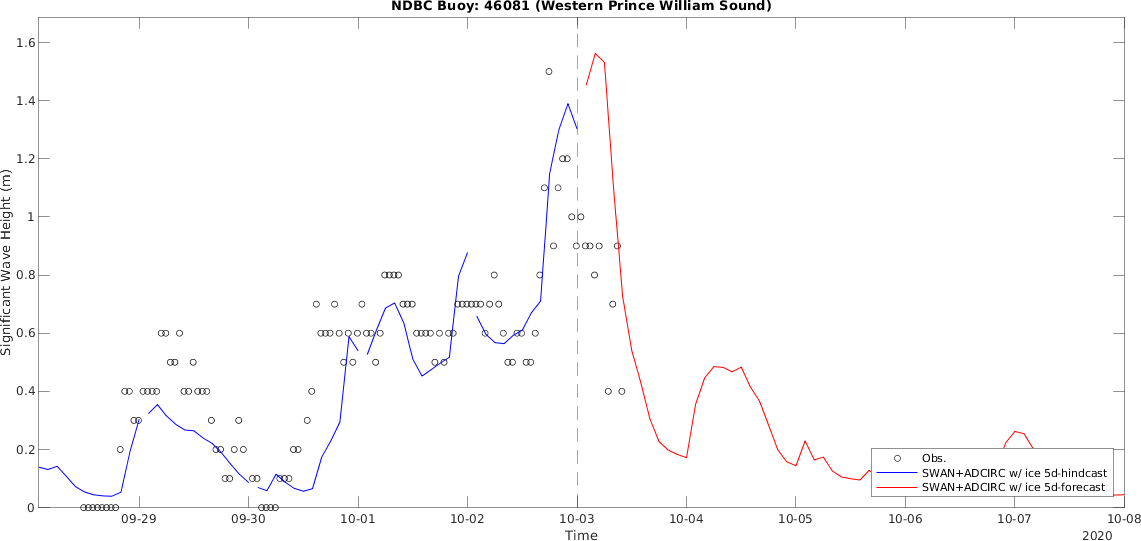 NDBC Buoy: 46081 (Western Prince William Sound)
Significant Wave Height (m)
1.6
1.4
1.2
1
0.8
0.6
0.4
0.2
0
Obs.
SWAN+ADCIRC w/ ice 5d-hindcast
SWAN+ADCIRC w/ ice 5d-forecast
09-29 09-30 10-01 10-02 10-03 10-04 10-05 10-06 10-07 10-08
Time
2020